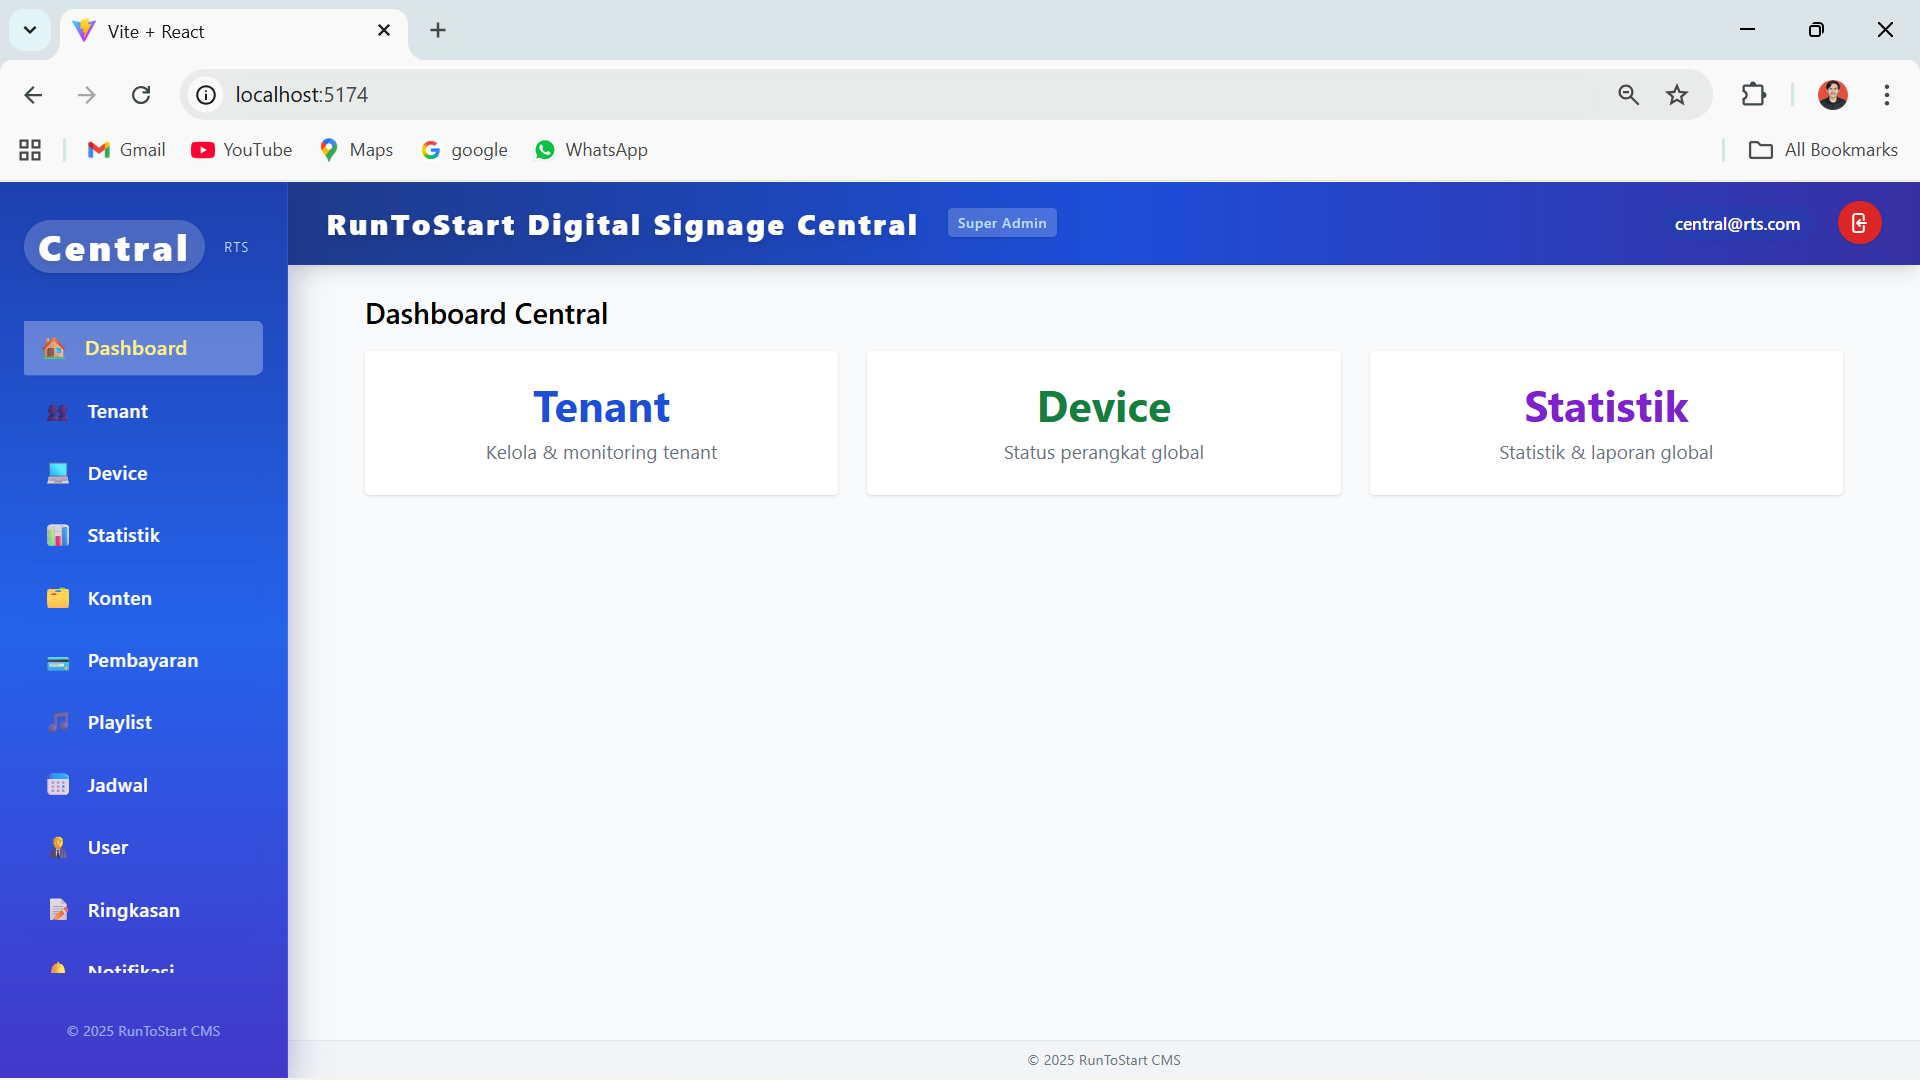 Vite + React
localhost:5174
Gmail
YouTube
Maps
google
WhatsApp
All Bookmarks
Central
RTS
RunToStart Digital Signage Central
Super Admin
central@rts.com
Dashboard
Tenant
Device
Statistik
Konten
Pembayaran
Playlist
Jadwal
User
Ringkasan
Notifikasi
© 2025 RunToStart CMS
Dashboard Central
Tenant
Kelola & monitoring tenant
Device
Status perangkat global
Statistik
Statistik & laporan global
© 2025 RunToStart CMS